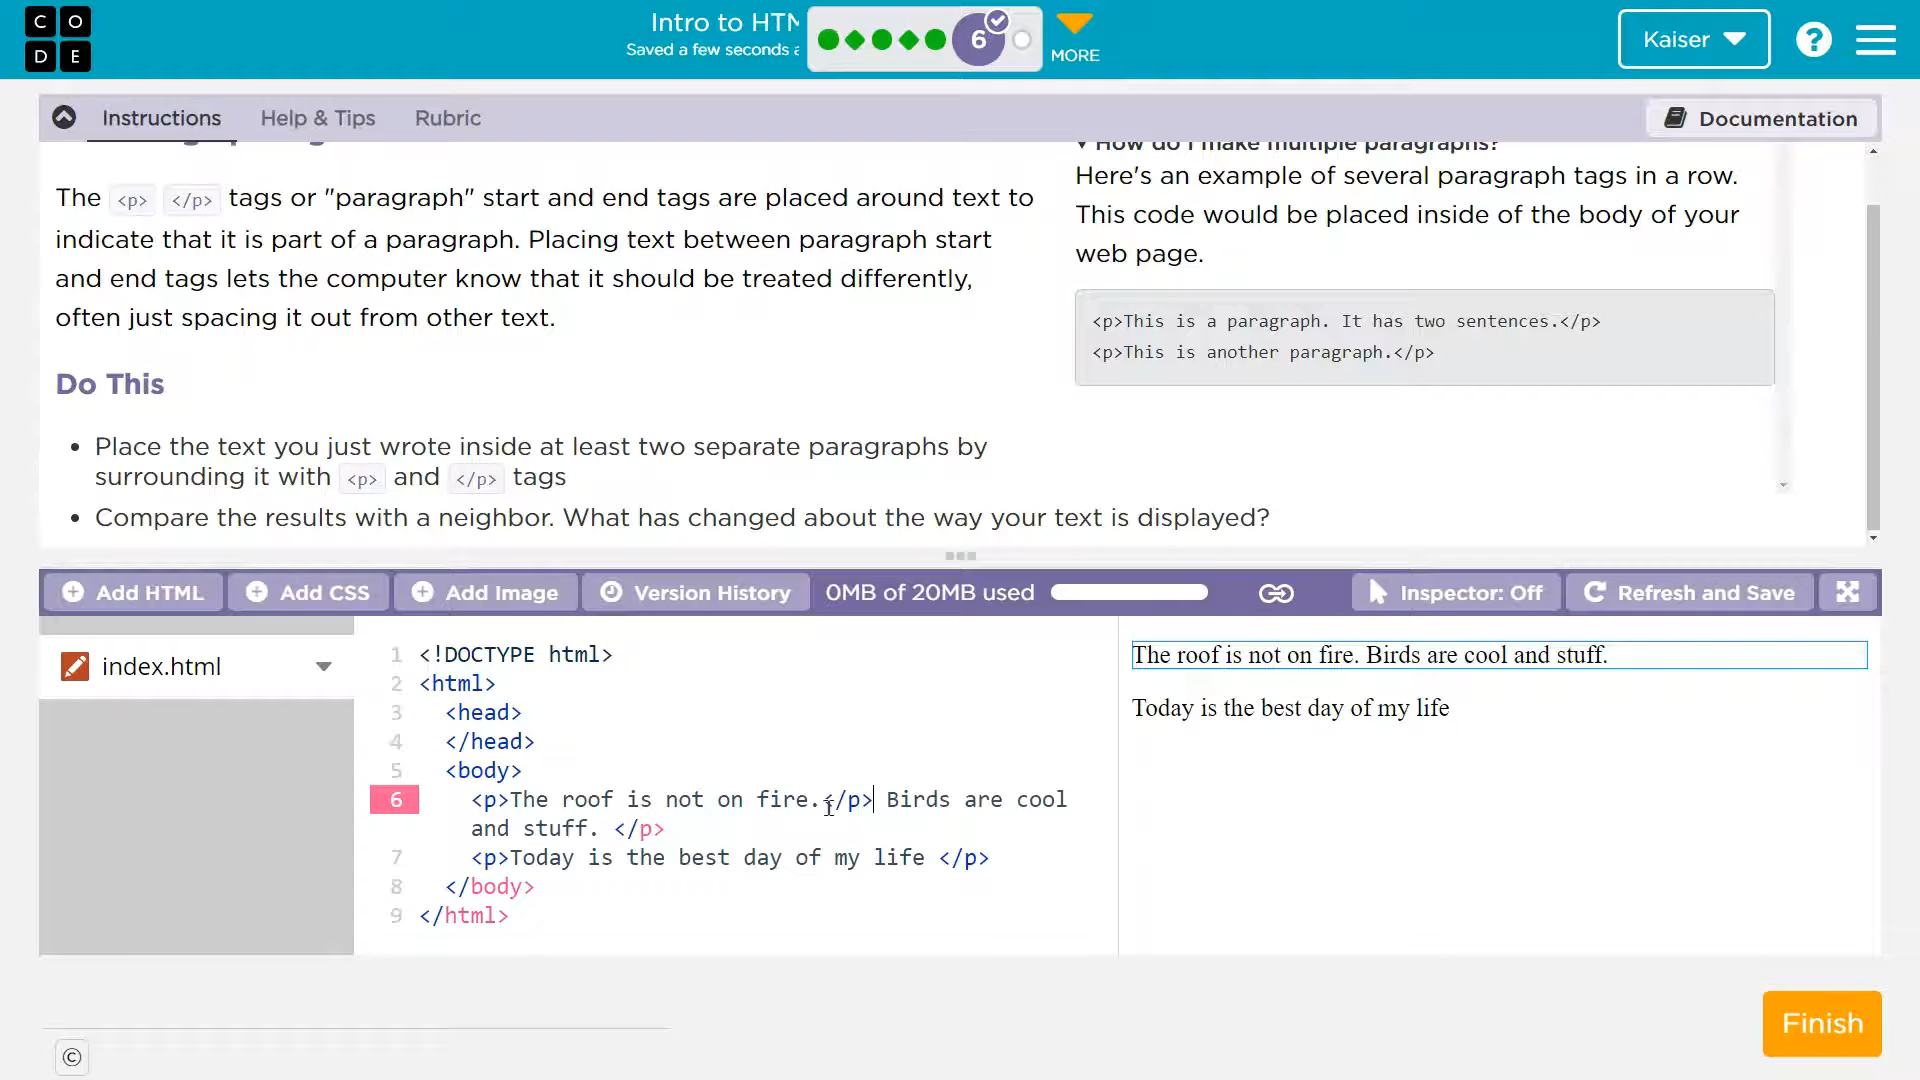 CO
DE
Intro to HTM
Saved a few seconds a
6
MORE
Kaiser
?
Instructions
Help & Tips
Rubric
Documentation
The <p> </p> tags or "paragraph" start and end tags are placed around text to
indicate that it is part of a paragraph. Placing text between paragraph start
and end tags lets the computer know that it should be treated differently,
often just spacing it out from other text.
Do This
• Place the text you just wrote inside at least two separate paragraphs by
surrounding it with <p> and </p> tags
• Compare the results with a neighbor. What has changed about the way your text is displayed?
How do I make multiple paragraphs?
Here's an example of several paragraph tags in a row.
This code would be placed inside of the body of your
web page.
<p>This is a paragraph. It has two sentences.</p>
<p>This is another paragraph.</p>
Add HTML
Add CSS
Add Image
Version History
0MB of 20MB used
Inspector: Off
Refresh and Save
index.html
1 <!DOCTYPE html>
2 <html>
3 <head>
4 </head>
5 <body>
6 <p>The roof is not on fire.</p> Birds are cool
and stuff. </p>
7 <p>Today is the best day of my life </p>
8 </body>
9 </html>
The roof is not on fire. Birds are cool and stuff.
Today is the best day of my life
Finish
©